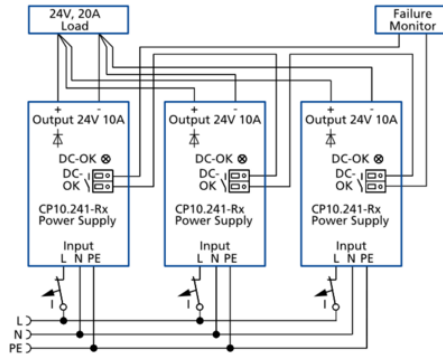 24V, 20A
Load
Failure
Monitor
+ -
Output 24V 10A
DC-OK
DC-
OK
CP10.241-Rx
Power Supply
Input
L N PE
I
+ -
Output 24V 10A
DC-OK
DC-
OK
CP10.241-Rx
Power Supply
Input
L N PE
I
+ -
Output 24V 10A
DC-OK
DC-
OK
CP10.241-Rx
Power Supply
Input
L N PE
I
L
N
PE